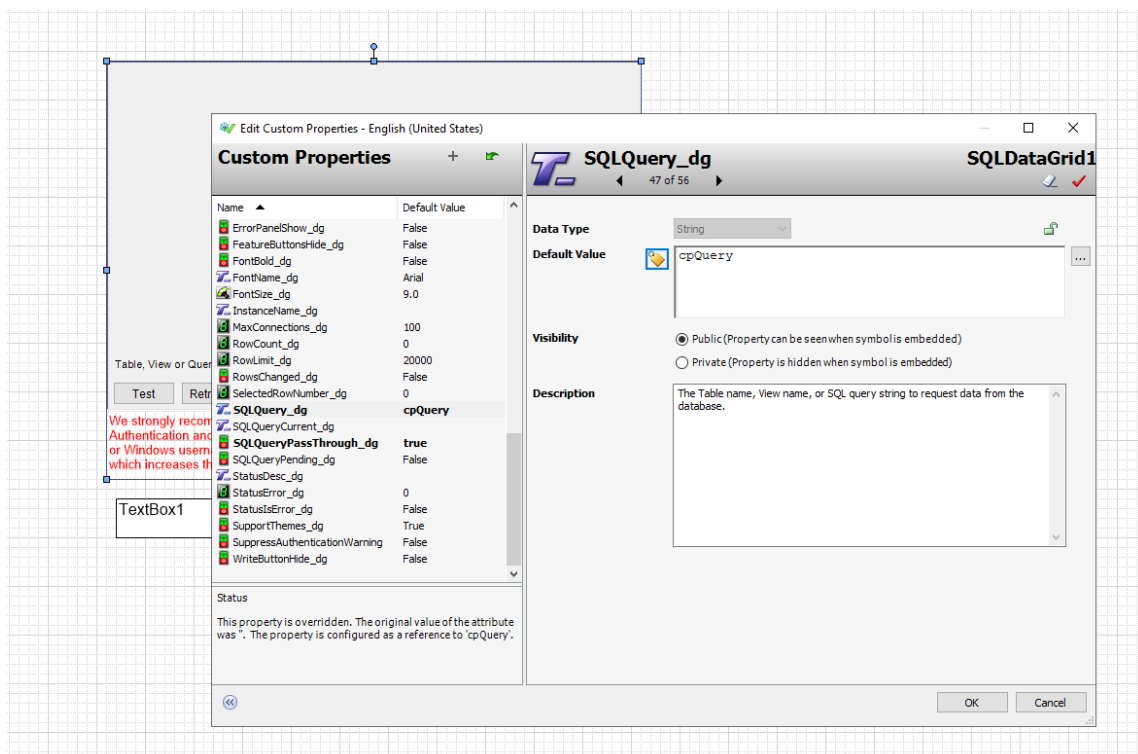 Edit Custom Properties - English (United States)
Custom Properties
SQLQuery_dg
SQLDataGrid1
47 of 56
Name Default Value
ErrorPanelShow_dg False
FeatureButtonsHide_dg False
FontBold_dg False
FontName_dg Arial
FontSize_dg 9.0
InstanceName_dg
MaxConnections_dg 100
RowCount_dg 0
RowLimit_dg 20000
RowsChanged_dg False
SelectedRowNumber_dg 0
SQLQuery_dg cpQuery
SQLQueryCurrent_dg
SQLQueryPassThrough_dg true
SQLQueryPending_dg False
StatusDesc_dg
StatusError_dg 0
StatusIsError_dg False
SupportThemes_dg True
SuppressAuthenticationWarning False
WriteButtonHide_dg False
Status
This property is overridden. The original value of the attribute
was ''. The property is configured as a reference to 'cpQuery'.
Data Type String
Default Value cpQuery
...
Visibility Public (Property can be seen when symbol is embedded)
Private (Property is hidden when symbol is embedded)
Description The Table name, View name, or SQL query string to request data from the
database.
OK Cancel
Table, View or Quer
Test Retr
We strongly recom
Authentication and
or Windows usern
which increases th
TextBox1